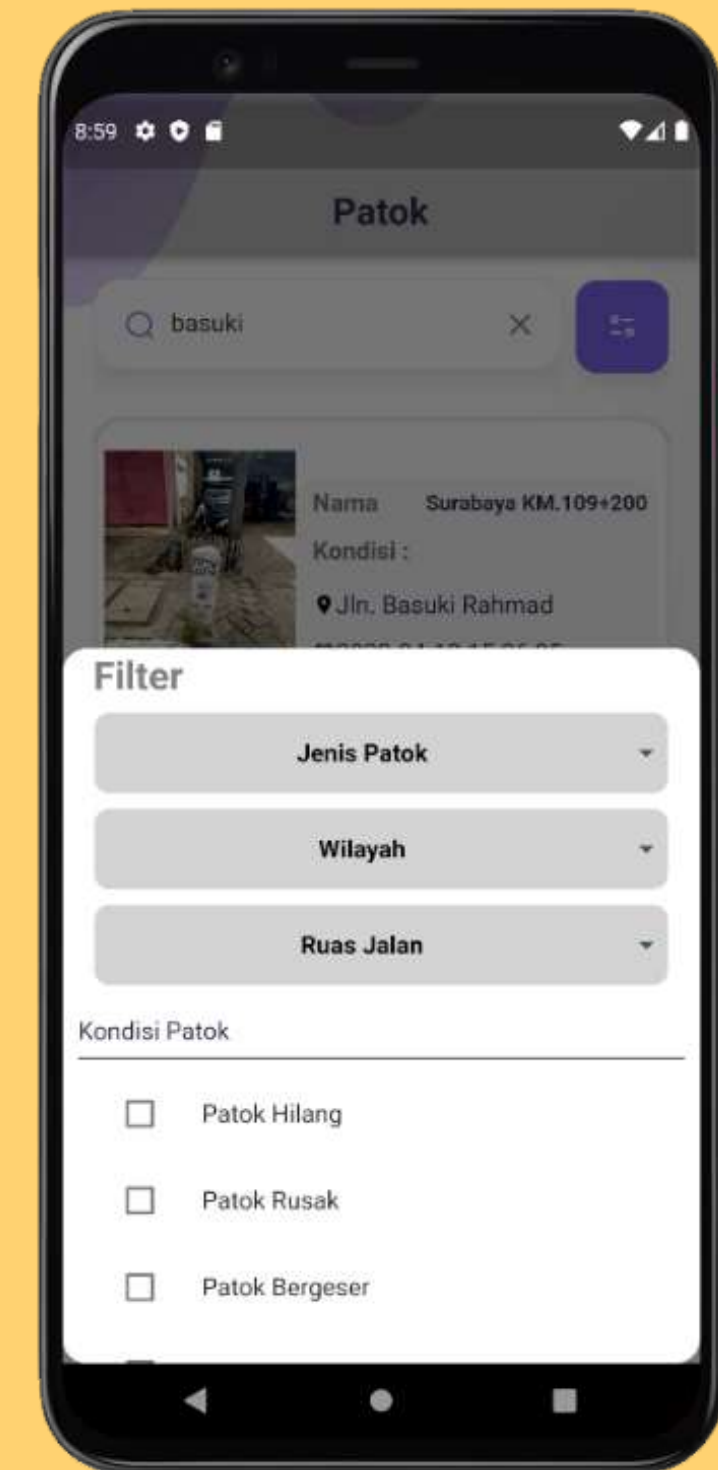 8:59
Patok
basuki
Nama Surabaya KM.109+200
Kondisi :
Jln. Basuki Rahmad
Filter
Jenis Patok
Wilayah
Ruas Jalan
Kondisi Patok
Patok Hilang
Patok Rusak
Patok Bergeser